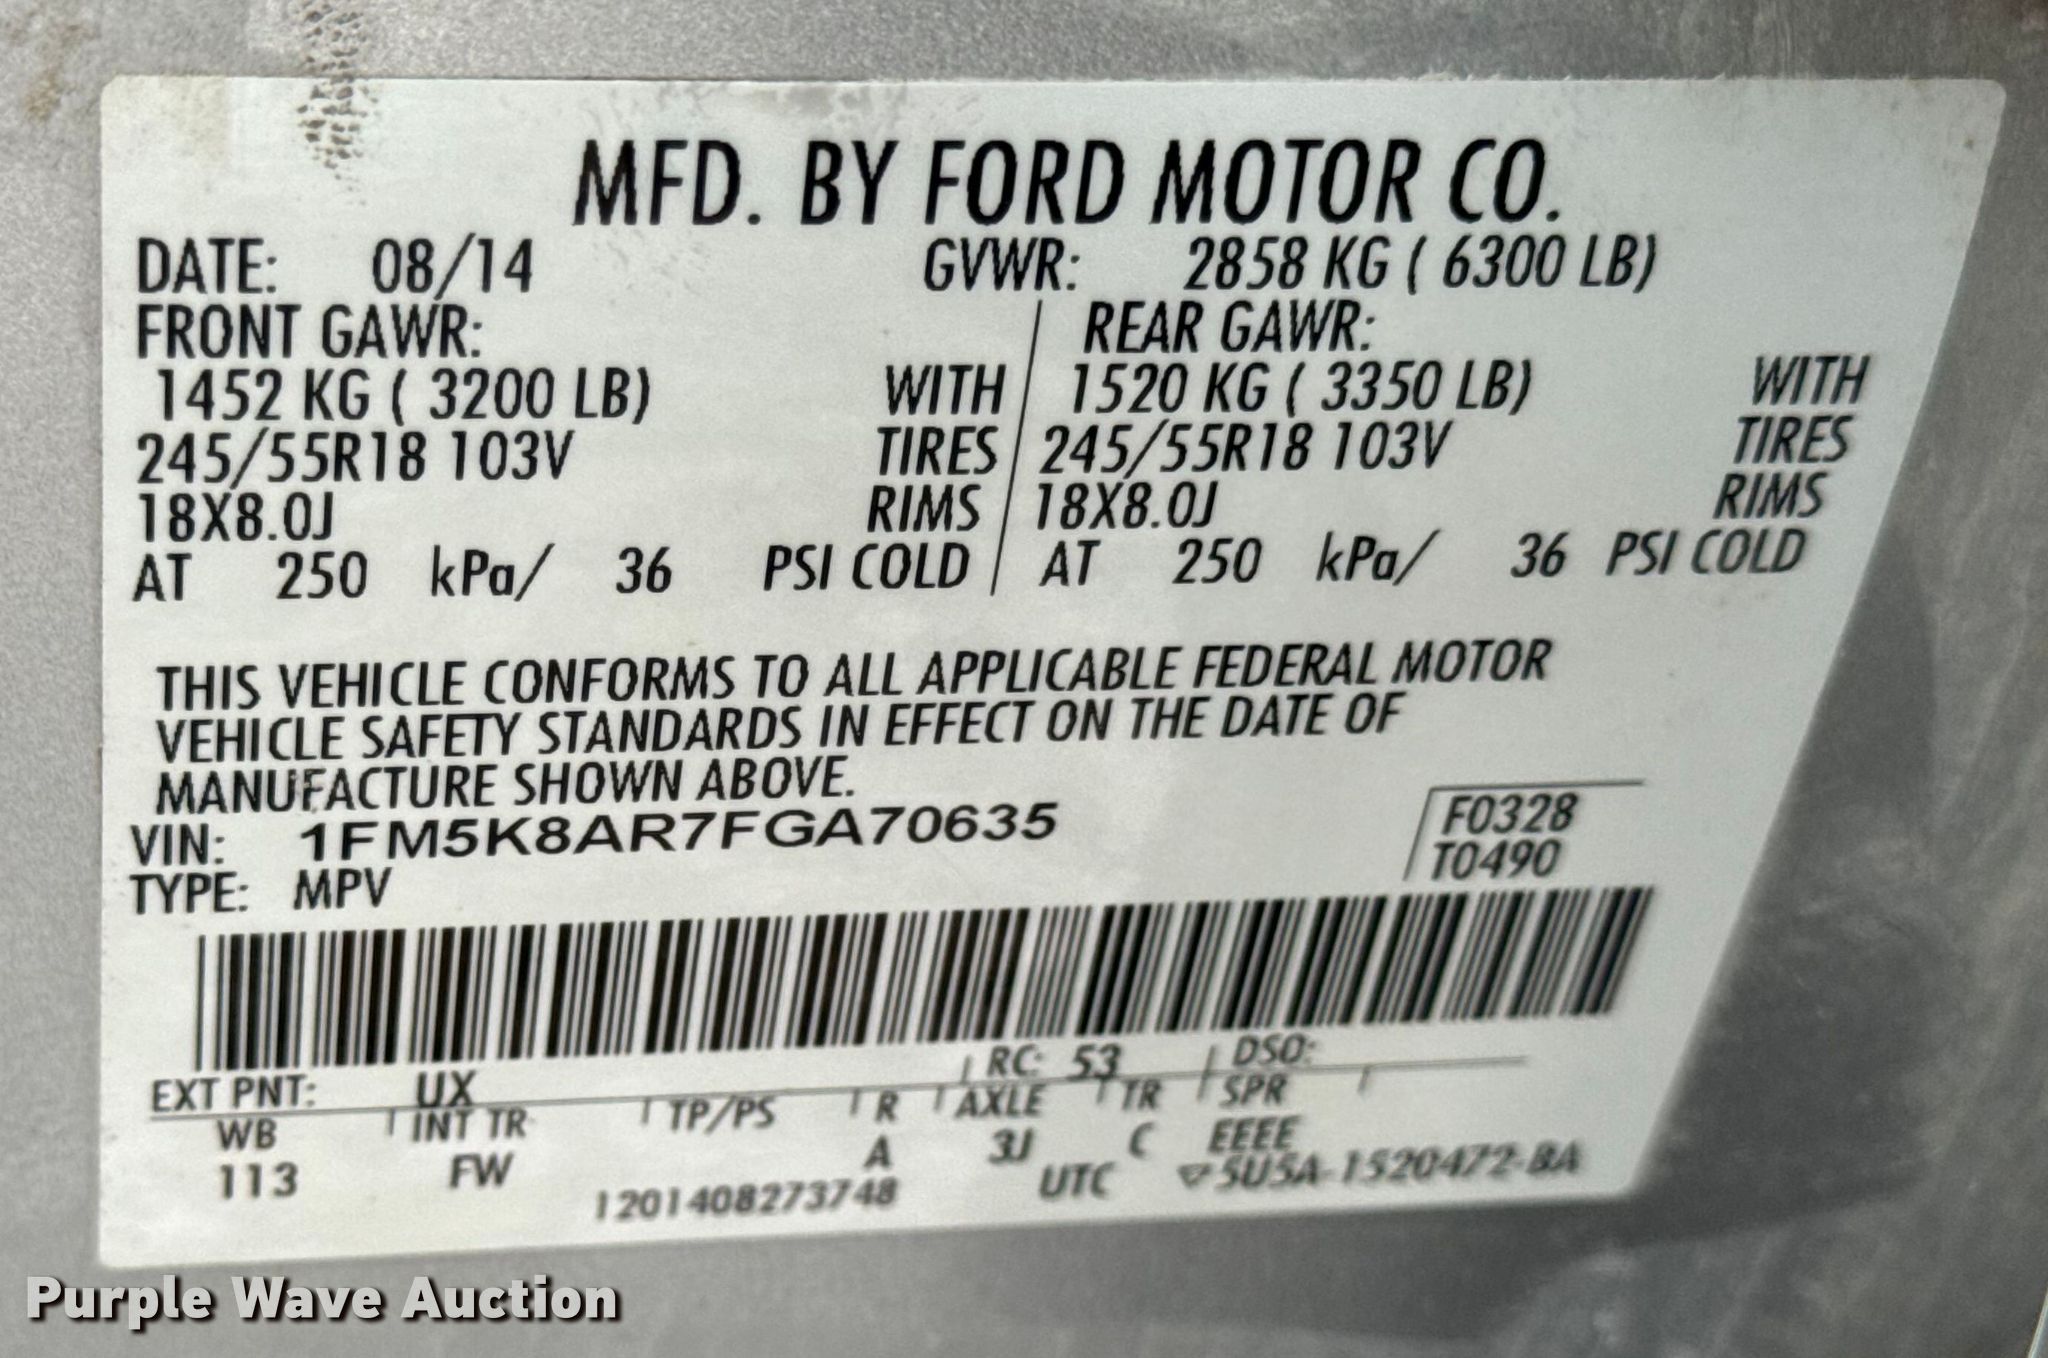 MFD. BY FORD MOTOR CO.
DATE: 08/14 GVWR: 2858 KG ( 6300 LB)
FRONT GAWR: REAR GAWR:
1452 KG ( 3200 LB) WITH 1520 KG ( 3350 LB) WITH
245/55R18 103V TIRES 245/55R18 103V TIRES
18X8.0J RIMS 18X8.0J RIMS
AT 250 kPa/ 36 PSI COLD AT 250 kPa/ 36 PSI COLD
THIS VEHICLE CONFORMS TO ALL APPLICABLE FEDERAL MOTOR
VEHICLE SAFETY STANDARDS IN EFFECT ON THE DATE OF
MANUFACTURE SHOWN ABOVE.
VIN: 1FM5K8AR7FGA70635 F0328
TYPE: MPV T0490
EXT PNT: UX RC: 53 DSO:
WB INT TR TP/PS R AXLE TR SPR
113 FW A 3J C EEEE
1201408273748 UTC ▽5U5A-1520472-BA
Purple Wave Auction